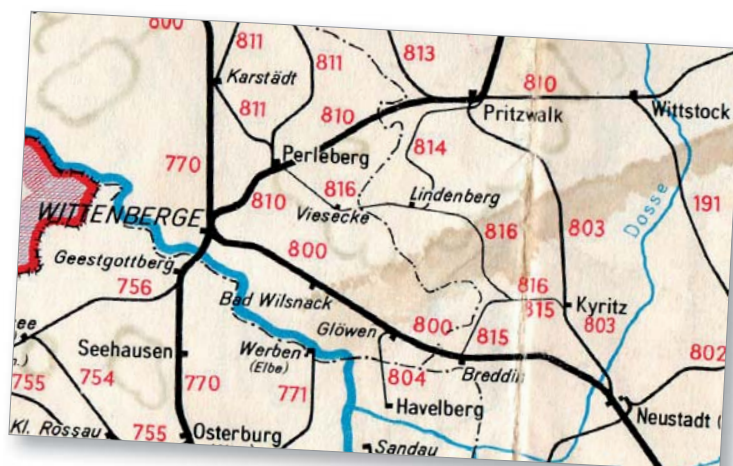 800
811
811
813
810
Karstädt
811
810
Pritzwalk
Wittstock
770
Perleberg
814
816
Lindenberg
191
810
Viesecke
WITTENBERGE
816
803
Dosse
Geestgottberg
800
756
Bad Wilsnack
816
815
Kyritz
Glöwen
800
815
803
Seehausen
Werben
(Elbe)
804
Breddin
802
755
754
770
771
Havelberg
Neustadt (
Kl. Rössau
755
Osterburg
Sandau